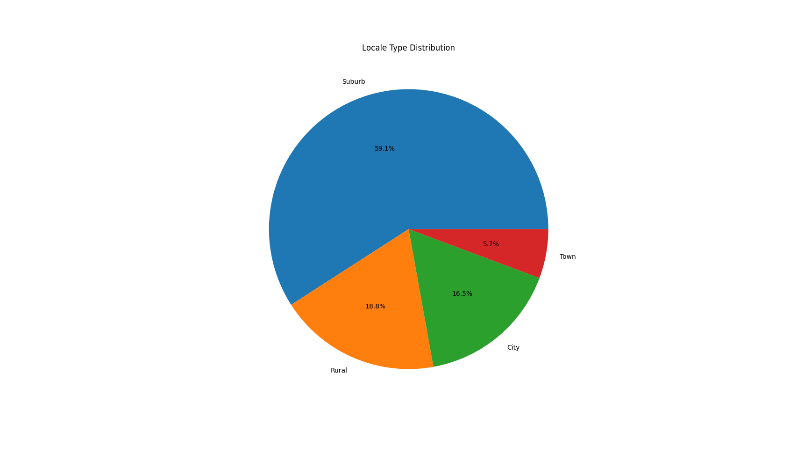 Locale Type Distribution
Suburb
59.1%
5.7%
Town
16.5%
18.8%
City
Rural